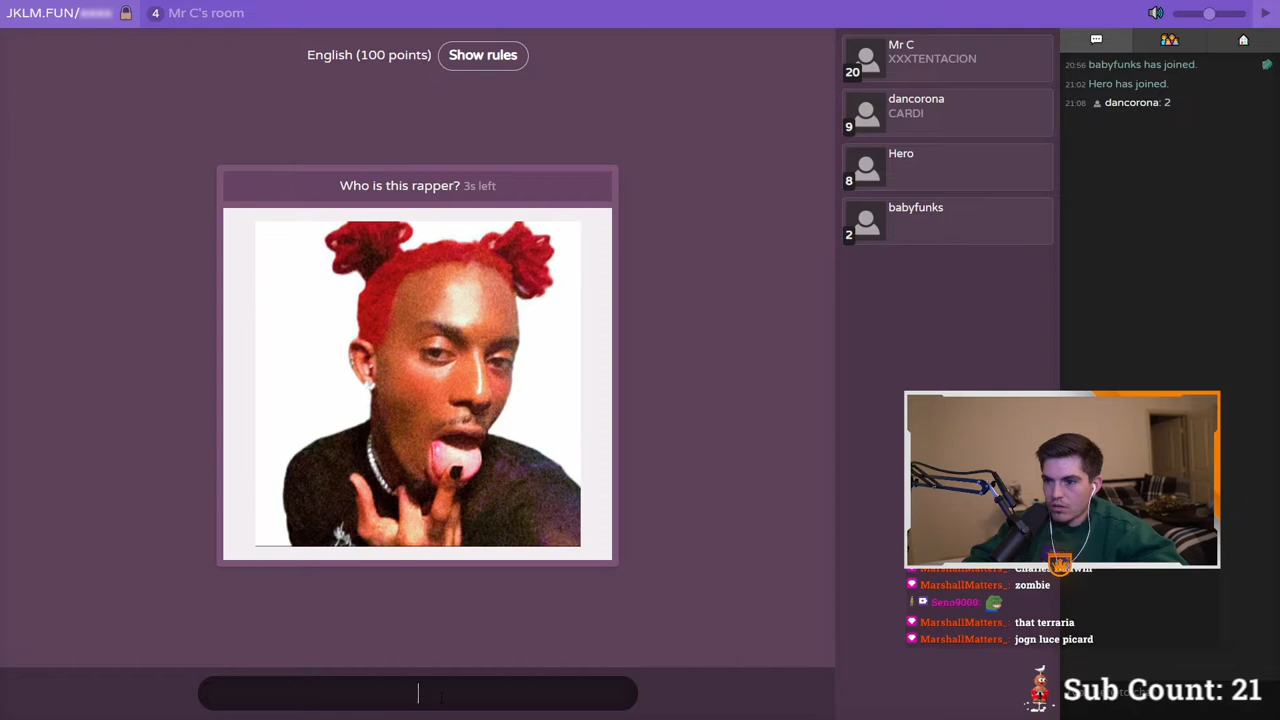 JKLM.FUN/
4 Mr C's room
English (100 points) Show rules
Who is this rapper? 3s left
Mr C
XXXTENTACION
20
dancorona
CARDI
9
Hero
8
babyfunks
2
20:56 babyfunks has joined.
21:02 Hero has joined.
21:08 dancorona: 2
MarshallMatters_: zombie
Seno9000:
MarshallMatters_: that terraria
MarshallMatters_: jogn luce picard
Sub Count: 21